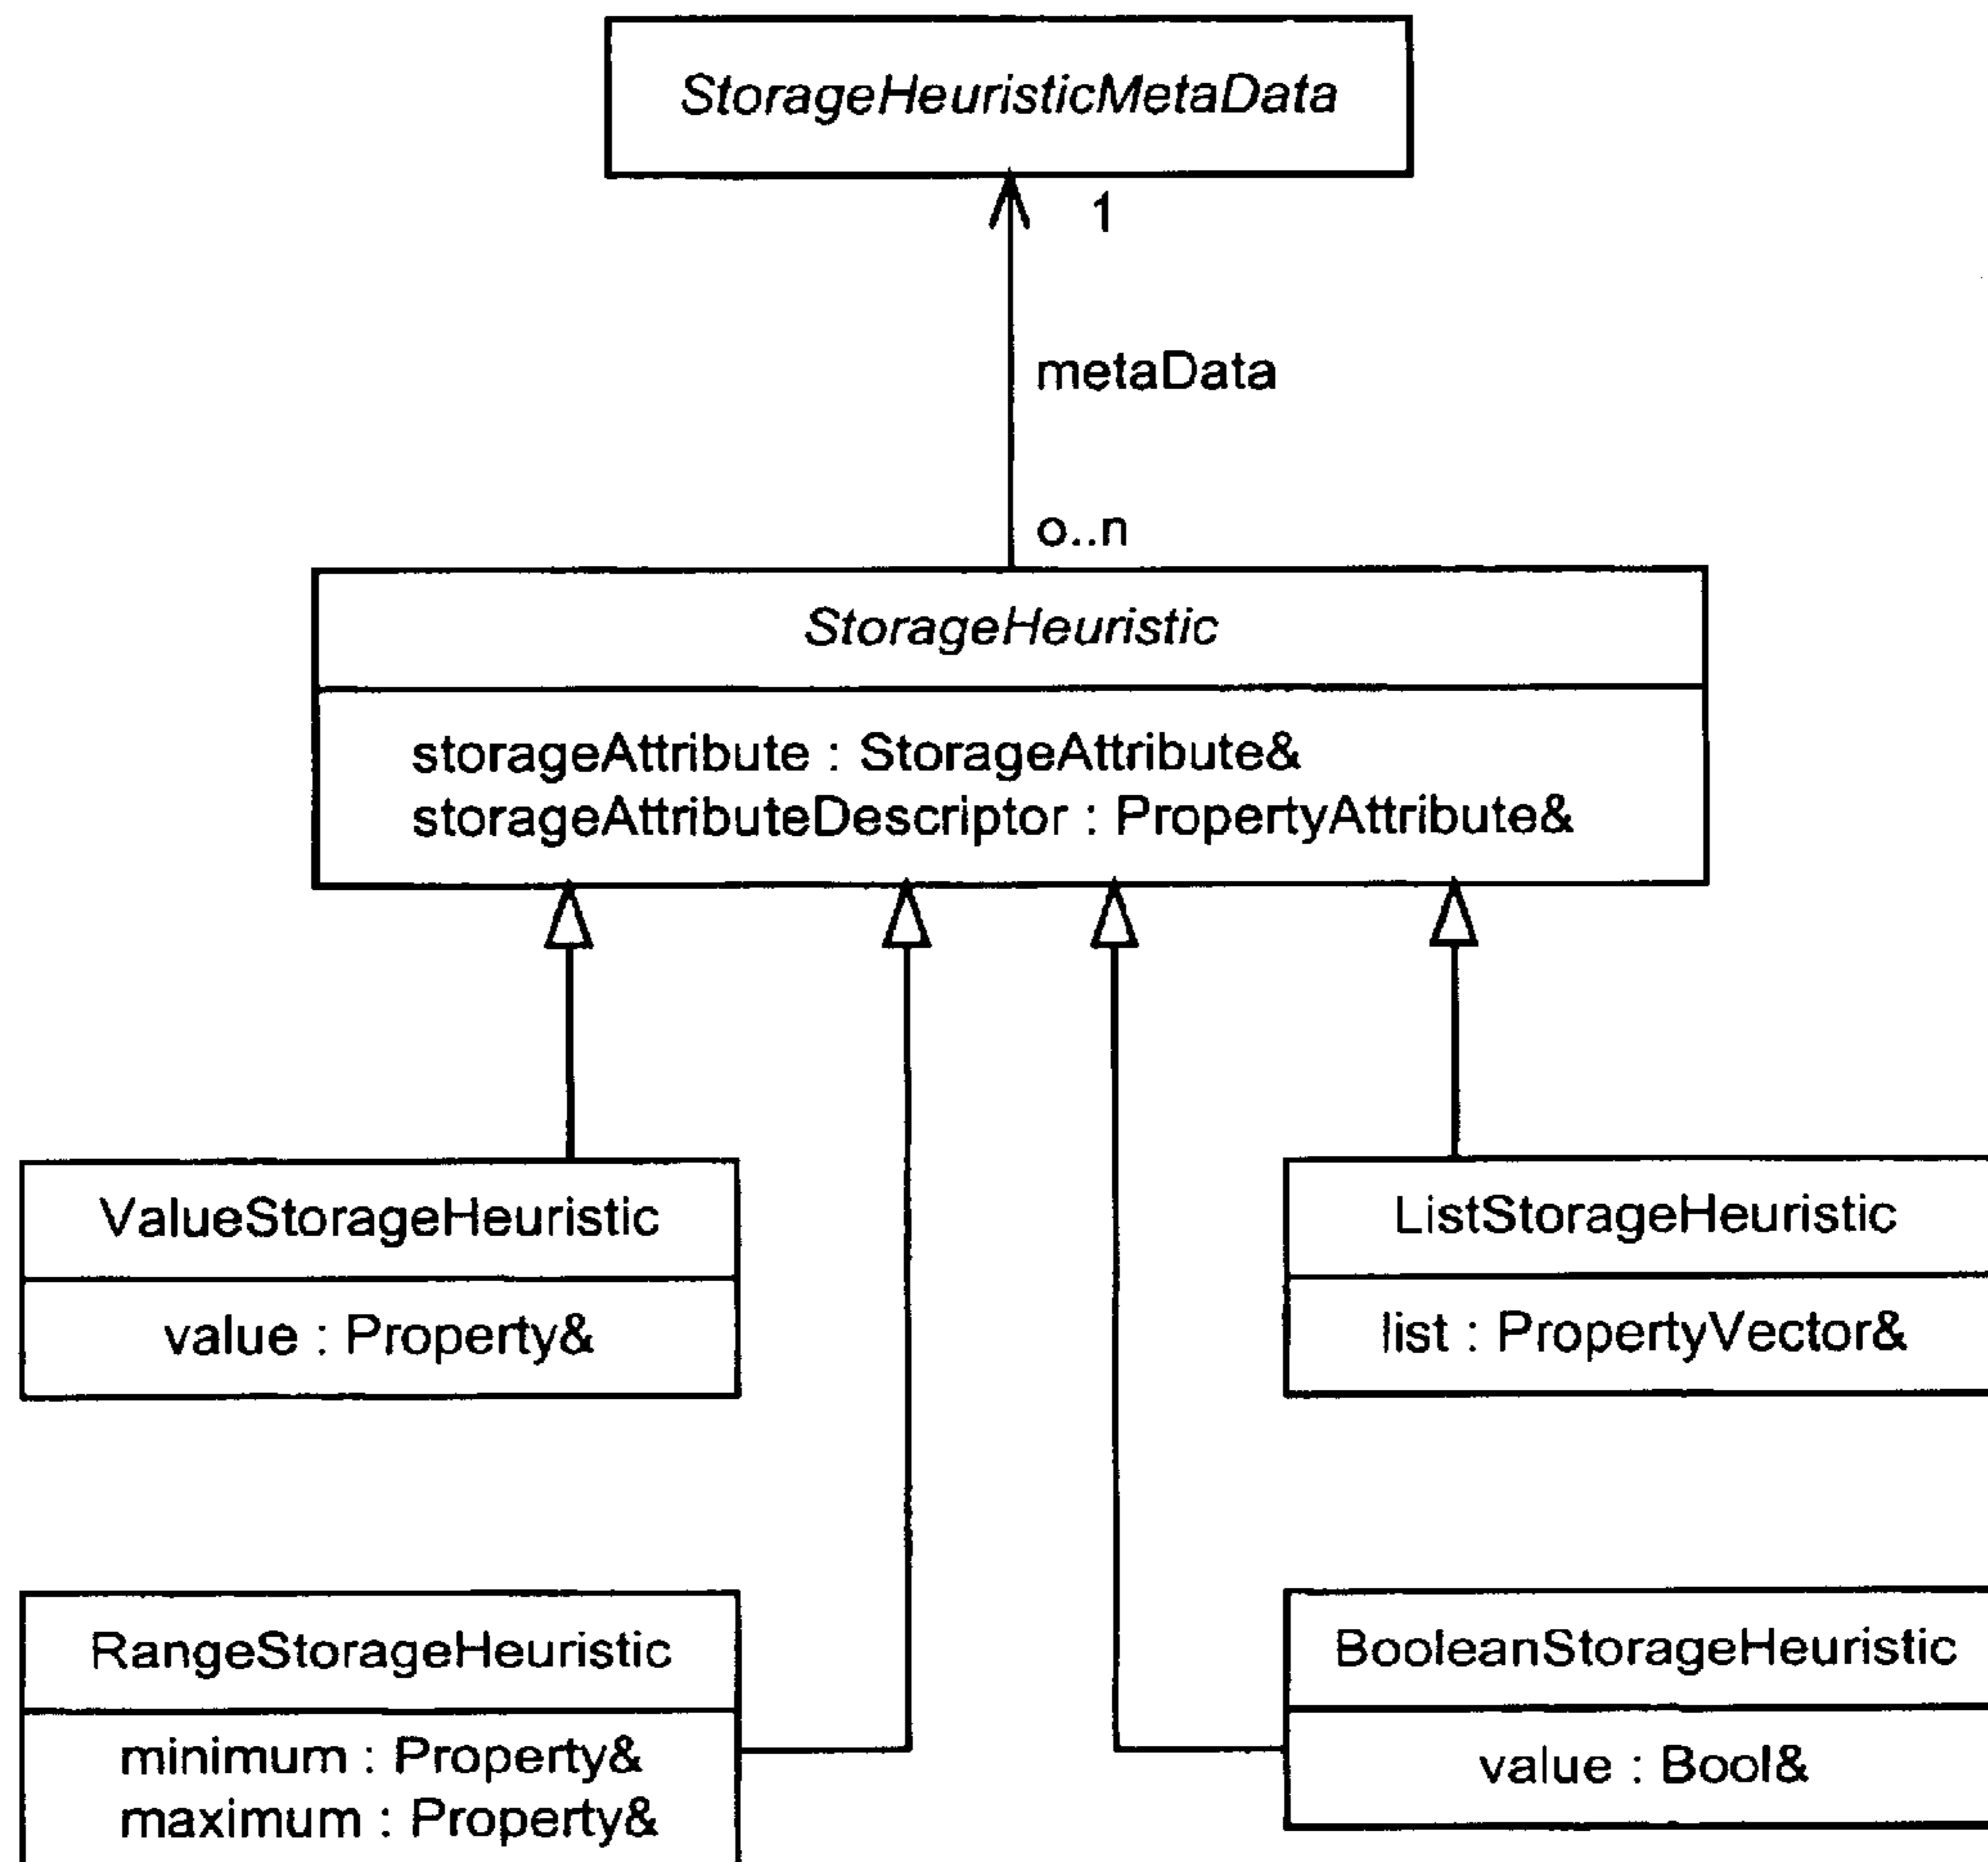 StorageHeuristicMetaData
1
metaData
o..n
StorageHeuristic
storageAttribute : StorageAttribute&
storageAttributeDescriptor : PropertyAttribute&
ValueStorageHeuristic
value : Property&
ListStorageHeuristic
list : PropertyVector&
RangeStorageHeuristic
minimum : Property&
maximum : Property&
BooleanStorageHeuristic
value : Bool&